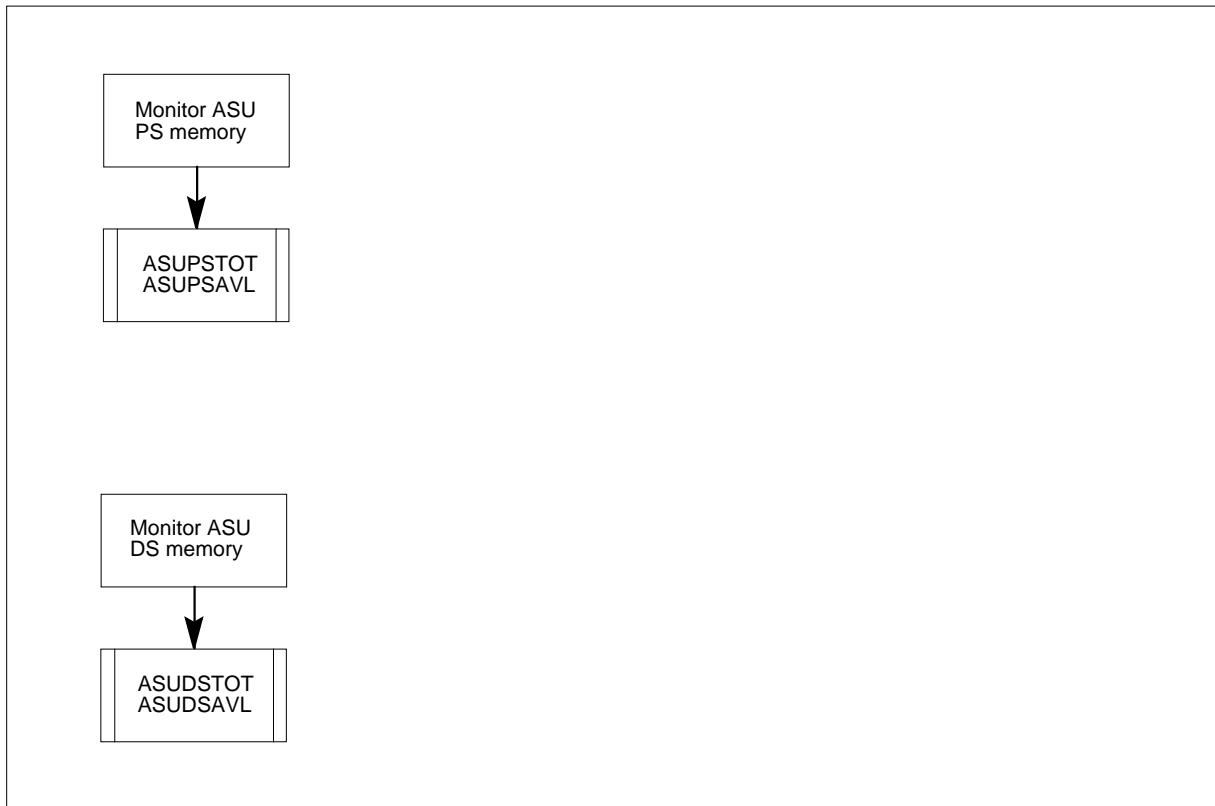 Monitor ASU
PS memory
ASUPSTOT
ASUPSAVL
Monitor ASU
DS memory
ASUDSTOT
ASUDSAVL